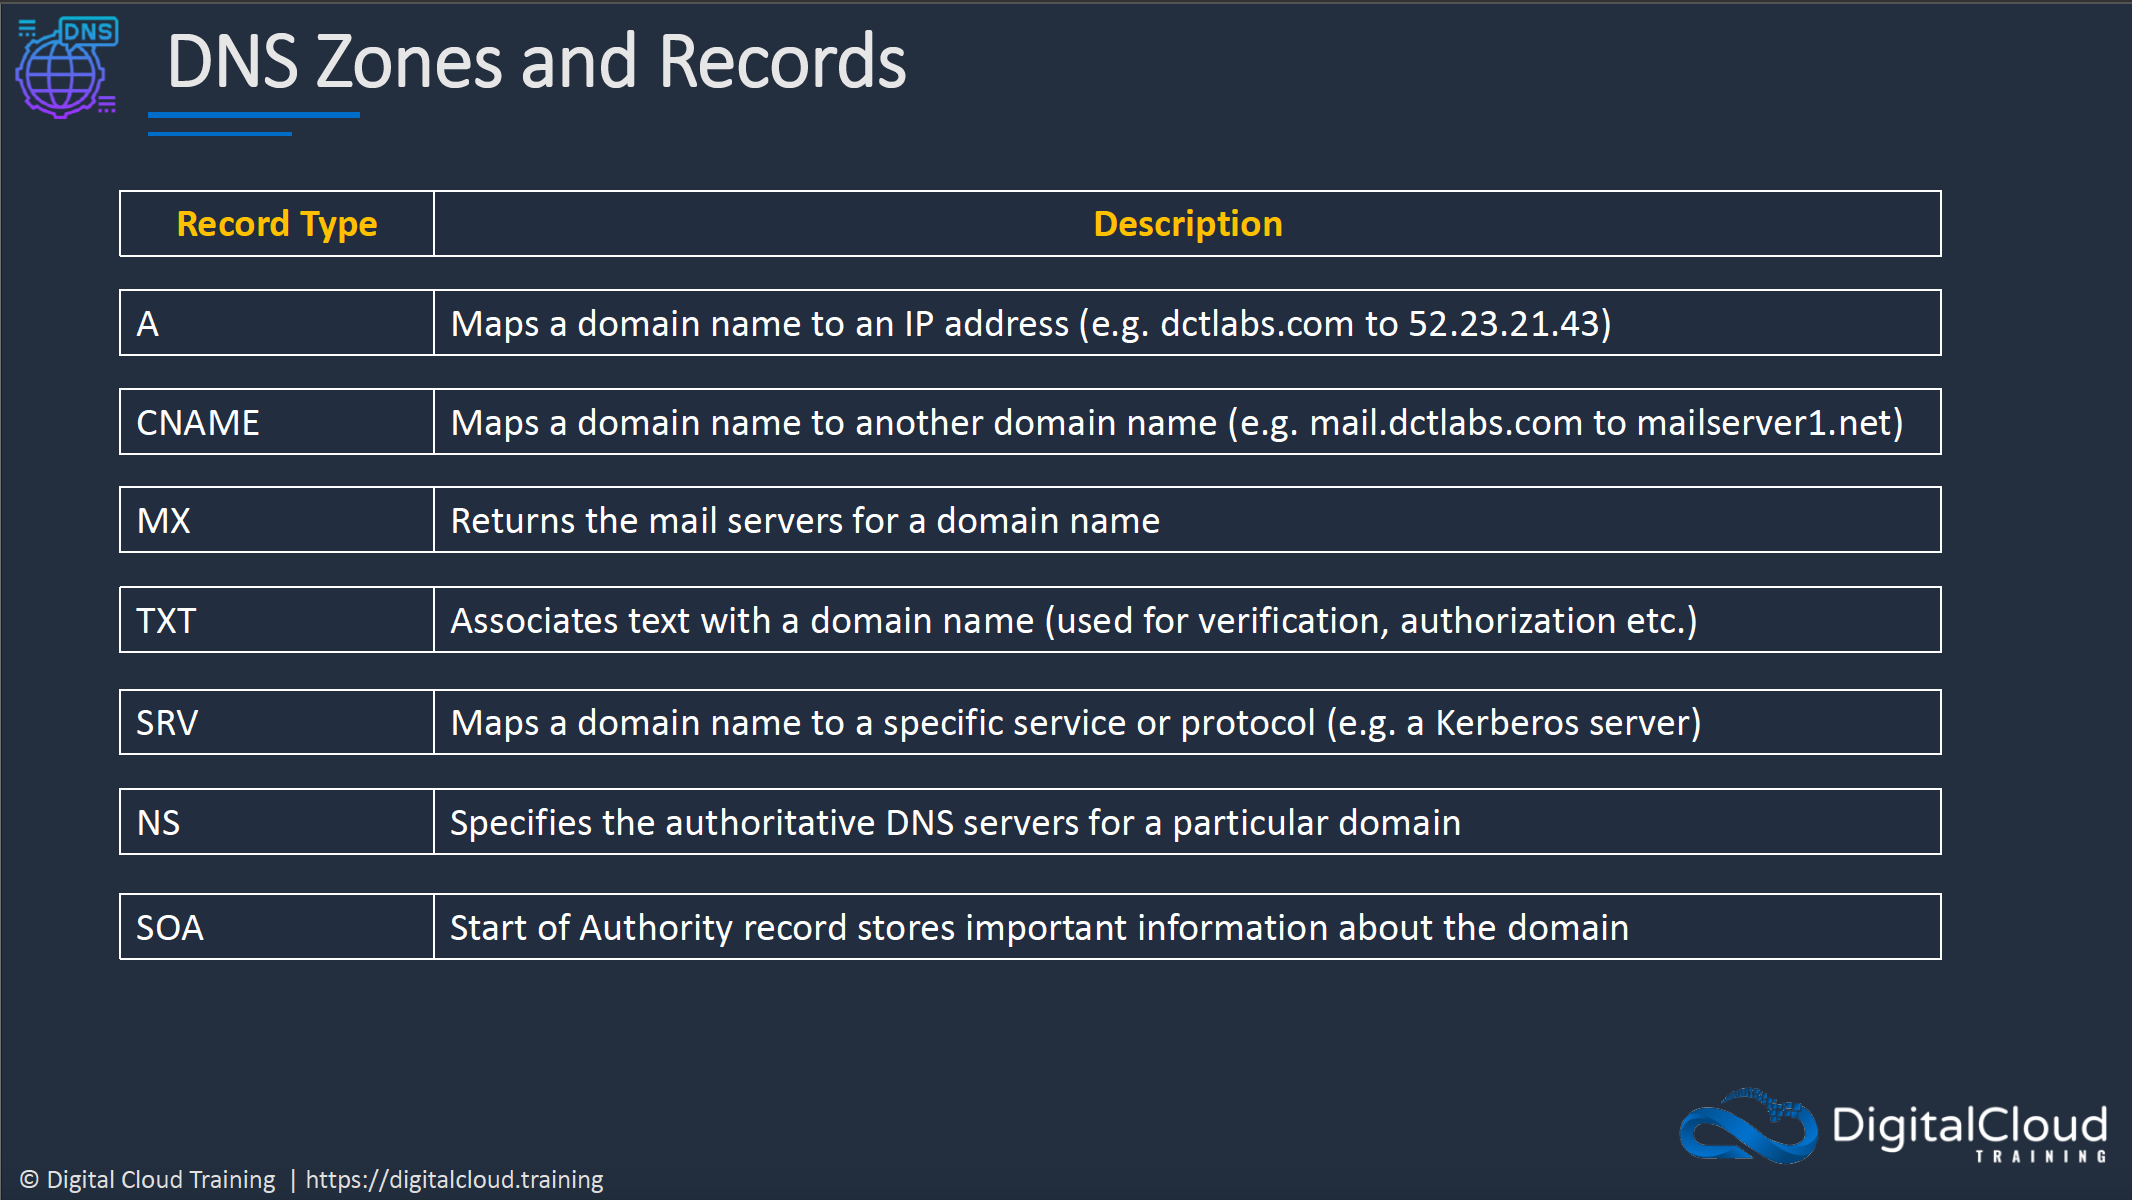 DNS
DNS Zones and Records
Record Type
Description
A
Maps a domain name to an IP address (e.g. dctlabs.com to 52.23.21.43)
CNAME
Maps a domain name to another domain name (e.g. mail.dctlabs.com to mailserver1.net)
MX
Returns the mail servers for a domain name
TXT
Associates text with a domain name (used for verification, authorization etc.)
SRV
Maps a domain name to a specific service or protocol (e.g. a Kerberos server)
NS
Specifies the authoritative DNS servers for a particular domain
SOA
Start of Authority record stores important information about the domain
DigitalCloud
TRAINING
© Digital Cloud Training | https://digitalcloud.training